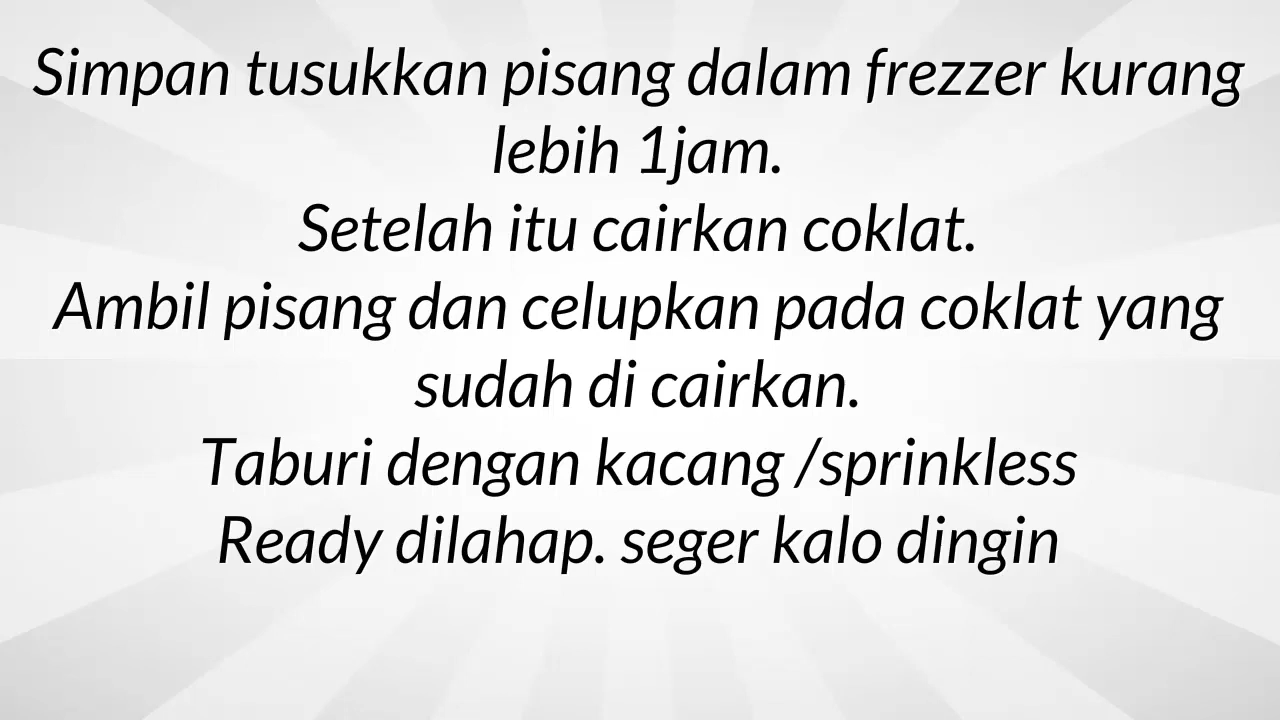 Simpan tusukkan pisang dalam frezzer kurang
lebih 1jam.
Setelah itu cairkan coklat.
Ambil pisang dan celupkan pada coklat yang
sudah di cairkan.
Taburi dengan kacang /sprinkless
Ready dilahap. seger kalo dingin